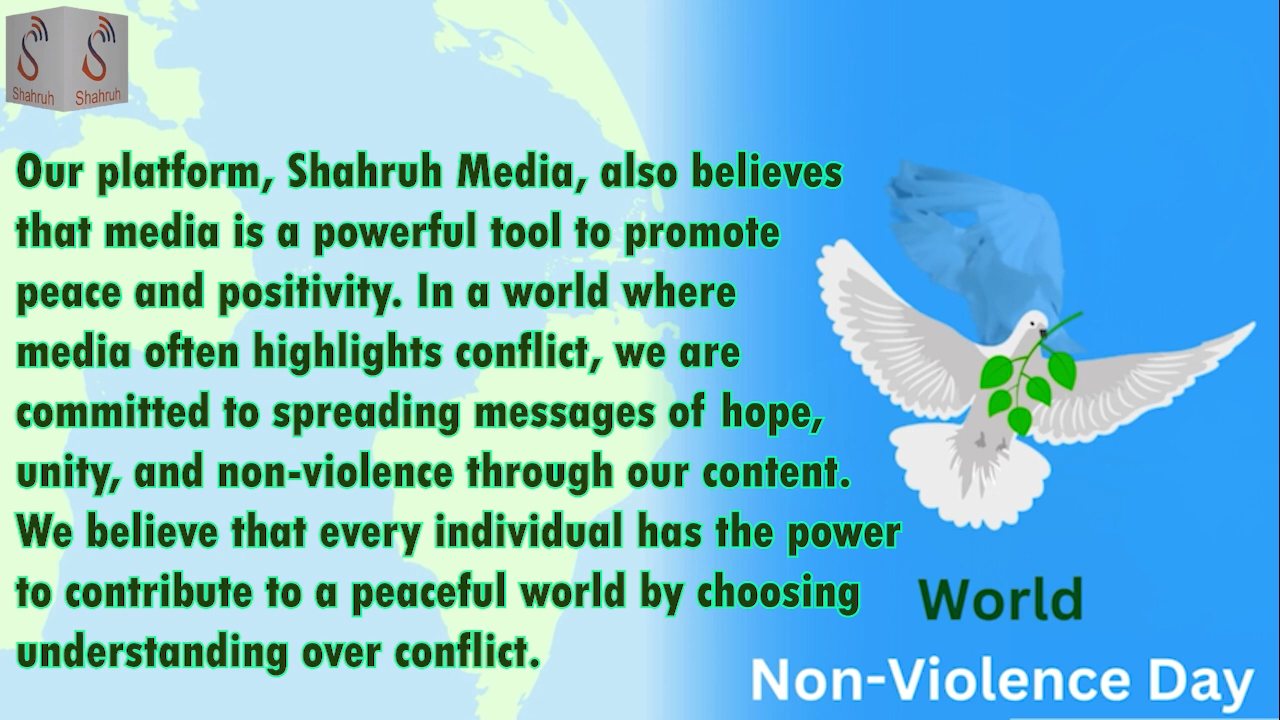 Shahruh Shahruh
Our platform, Shahruh Media, also believes
that media is a powerful tool to promote
peace and positivity. In a world where
media often highlights conflict, we are
committed to spreading messages of hope,
unity, and non-violence through our content.
We believe that every individual has the power
to contribute to a peaceful world by choosing
understanding over conflict.
World
Non-Violence Day